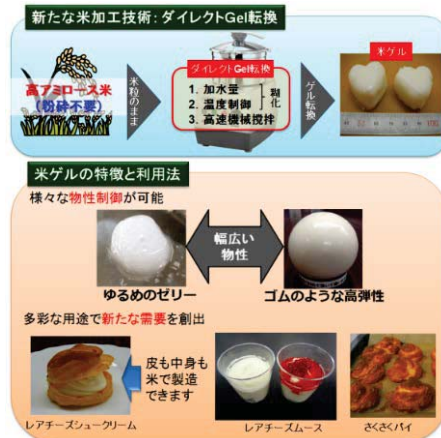 新たな米加工技術：ダイレクトGel転換
高アミロース米
（粉砕不要）
米粒のまま
ダイレクトGel転換
1. 加水量
2. 温度制御
3. 高速機械撹拌
糊化
ゲル転換
米ゲル
米ゲルの特徴と利用法
様々な物性制御が可能
幅広い
物性
ゆるめのゼリー
ゴムのような高弾性
多彩な用途で新たな需要を創出
皮も中身も
米で製造
できます
レアチーズシュークリーム
レアチーズムース
さくさくパイ